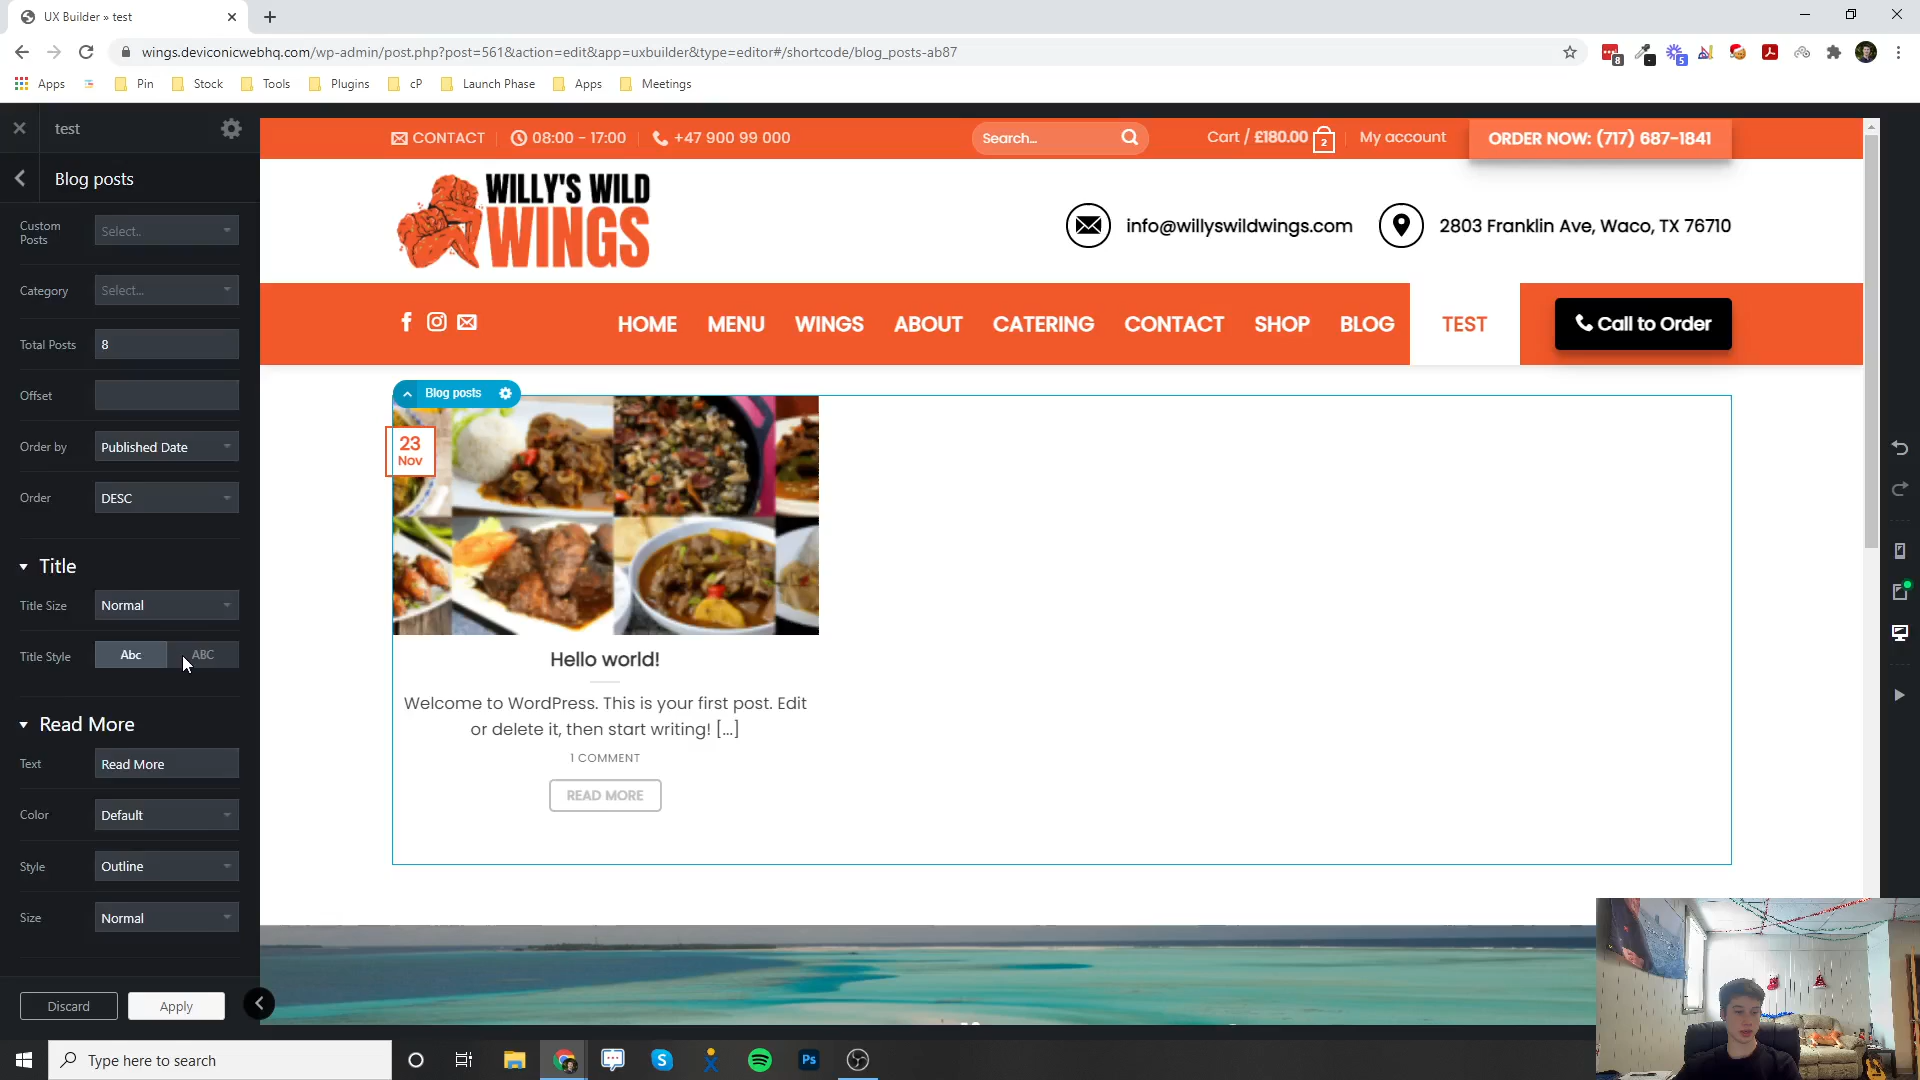 UX Builder » test
wings.deviconicwebhq.com/wp-admin/post.php?post=561&action=edit&app=uxbuilder&type=editor#/shortcode/blog_posts-ab87
8
5
Apps
Pin
Stock
Tools
Plugins
cP
Launch Phase
Apps
Meetings
test
Blog posts
Custom Posts
Select..
Category
Select...
Total Posts
8
Offset
Order by
Published Date
Order
DESC
Title
Title Size
Normal
Title Style
Abc
ABC
Read More
Text
Read More
Color
Default
Style
Outline
Size
Normal
Discard
Apply
CONTACT
08:00 - 17:00
+47 900 99 000
Search...
Cart / £180.00
2
My account
ORDER NOW: (717) 687-1841
WILLY'S WILD
WINGS
info@willyswildwings.com
2803 Franklin Ave, Waco, TX 76710
HOME
MENU
WINGS
ABOUT
CATERING
CONTACT
SHOP
BLOG
TEST
Call to Order
Blog posts
23
Nov
Hello world!
Welcome to WordPress. This is your first post. Edit
or delete it, then start writing! [...]
1 COMMENT
READ MORE
Type here to search
S
Ps